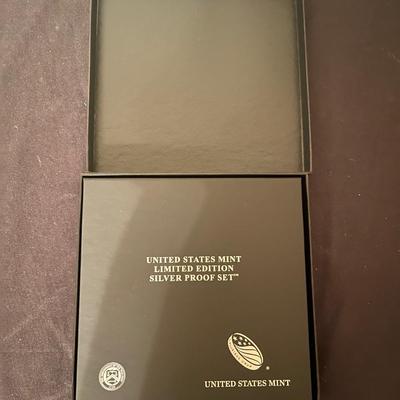 UNITED STATES MINT
LIMITED EDITION
SILVER PROOF SET™
UNITED STATES MINT